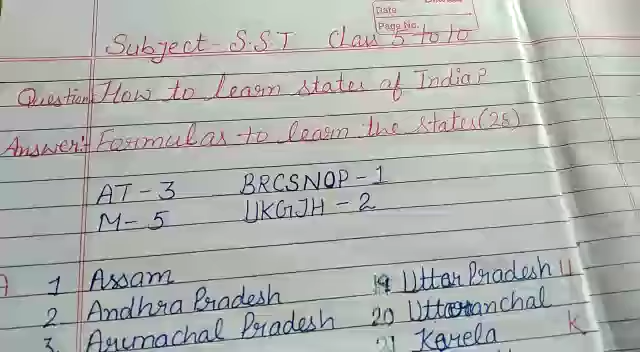 Date
Page No.
Subject - S.S.T Class 5 to 10
Question: How to learn states of India?
Answer: Formulas to learn the states (28)
AT - 3 BRCSNOP - 1
M - 5 UKGJH - 2
1 Assam
2 Andhra Pradesh
3. Arunachal Pradesh
19 Uttar Pradesh U
20 Uttaranchal
21 Kerela K